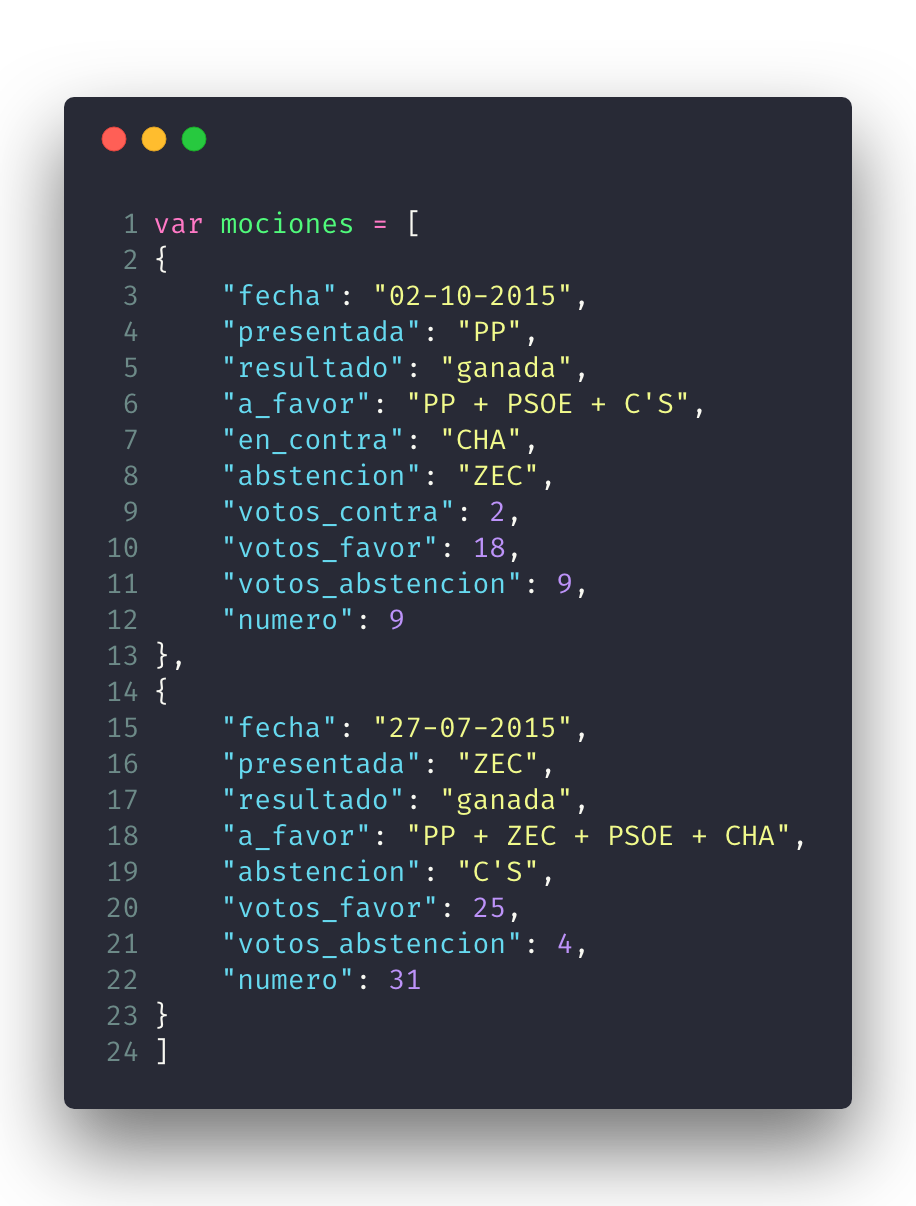 1 var mociones = [
2 {
3     "fecha": "02-10-2015",
4     "presentada": "PP",
5     "resultado": "ganada",
6     "a_favor": "PP + PSOE + C'S",
7     "en_contra": "CHA",
8     "abstencion": "ZEC",
9     "votos_contra": 2,
10     "votos_favor": 18,
11     "votos_abstencion": 9,
12     "numero": 9
13 },
14 {
15     "fecha": "27-07-2015",
16     "presentada": "ZEC",
17     "resultado": "ganada",
18     "a_favor": "PP + ZEC + PSOE + CHA",
19     "abstencion": "C'S",
20     "votos_favor": 25,
21     "votos_abstencion": 4,
22     "numero": 31
23 }
24 ]